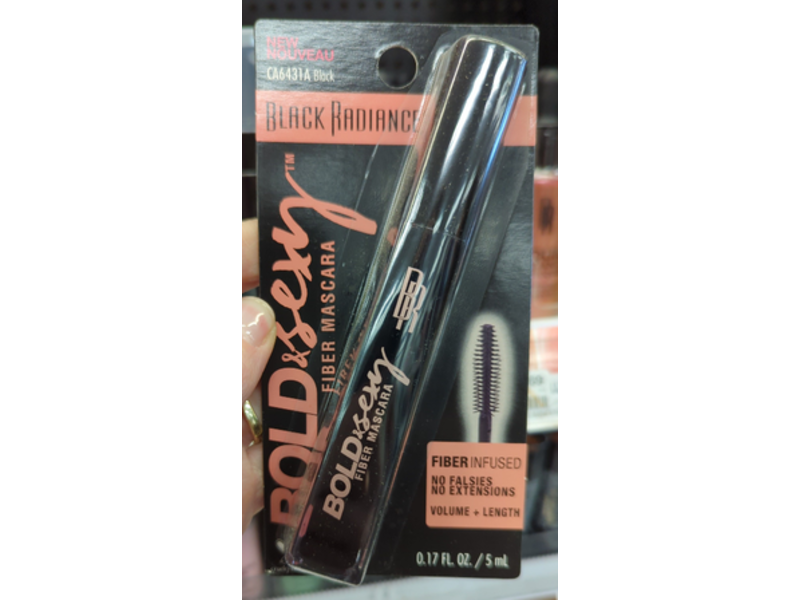 NEW
NOUVEAU
CA6431A Black
BLACK RADIANCE
BOLD & sexy™
FIBER MASCARA
BOLD & sexy
FIBER MASCARA
FIBER INFUSED
NO FALSIES
NO EXTENSIONS
VOLUME + LENGTH
0.17 FL. OZ. / 5 mL